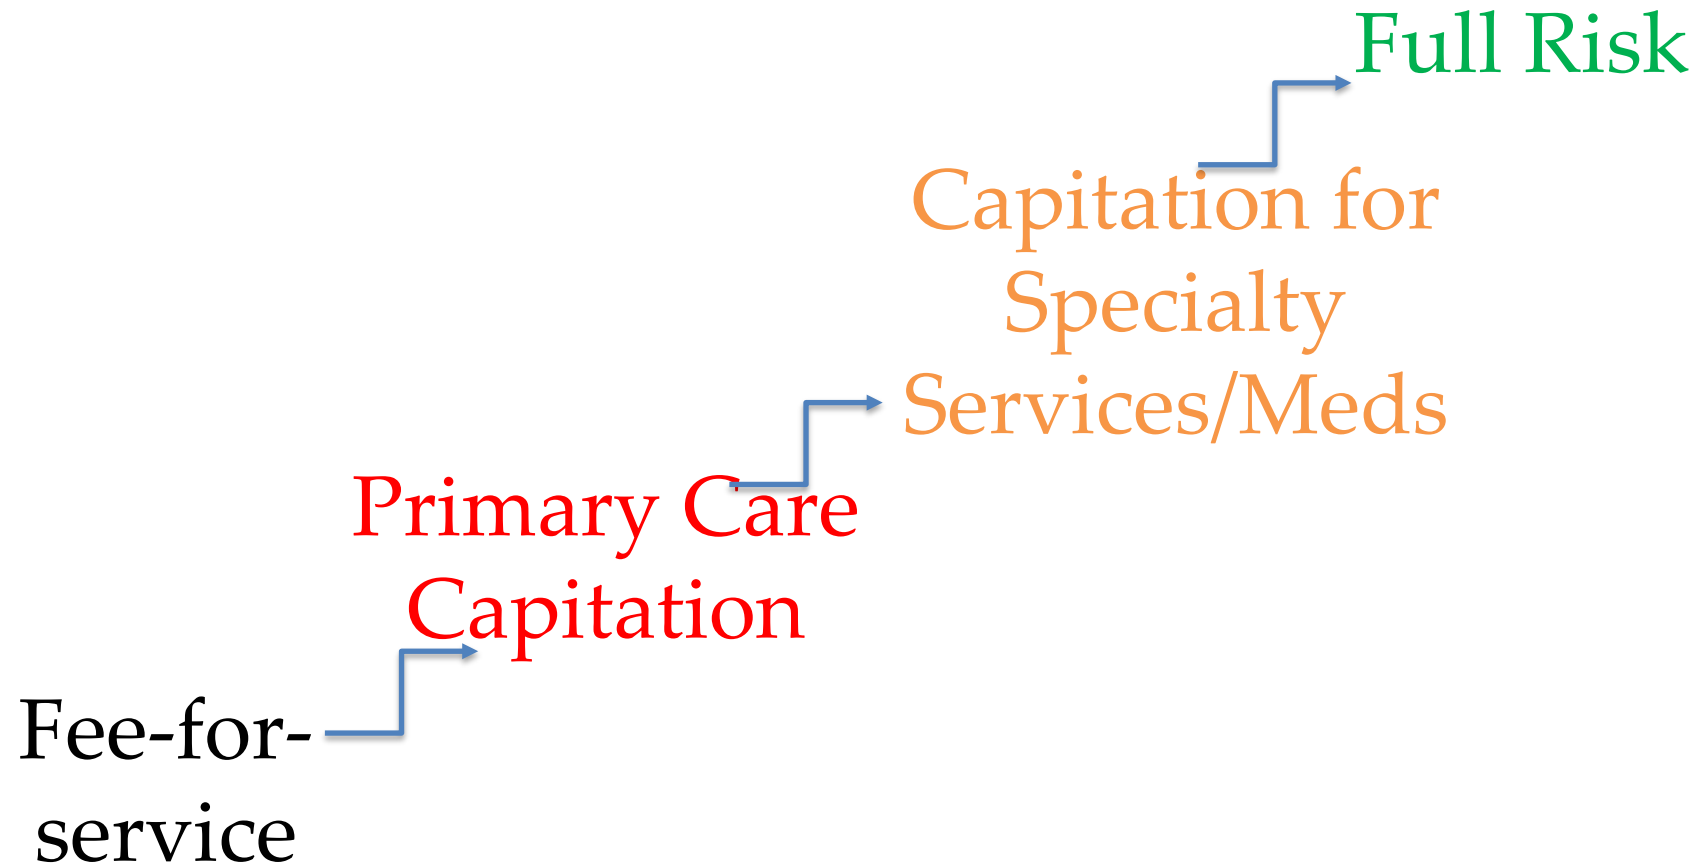 Full Risk
Capitation for
Specialty
Services/Meds
Primary Care
Capitation
Fee-for-
service